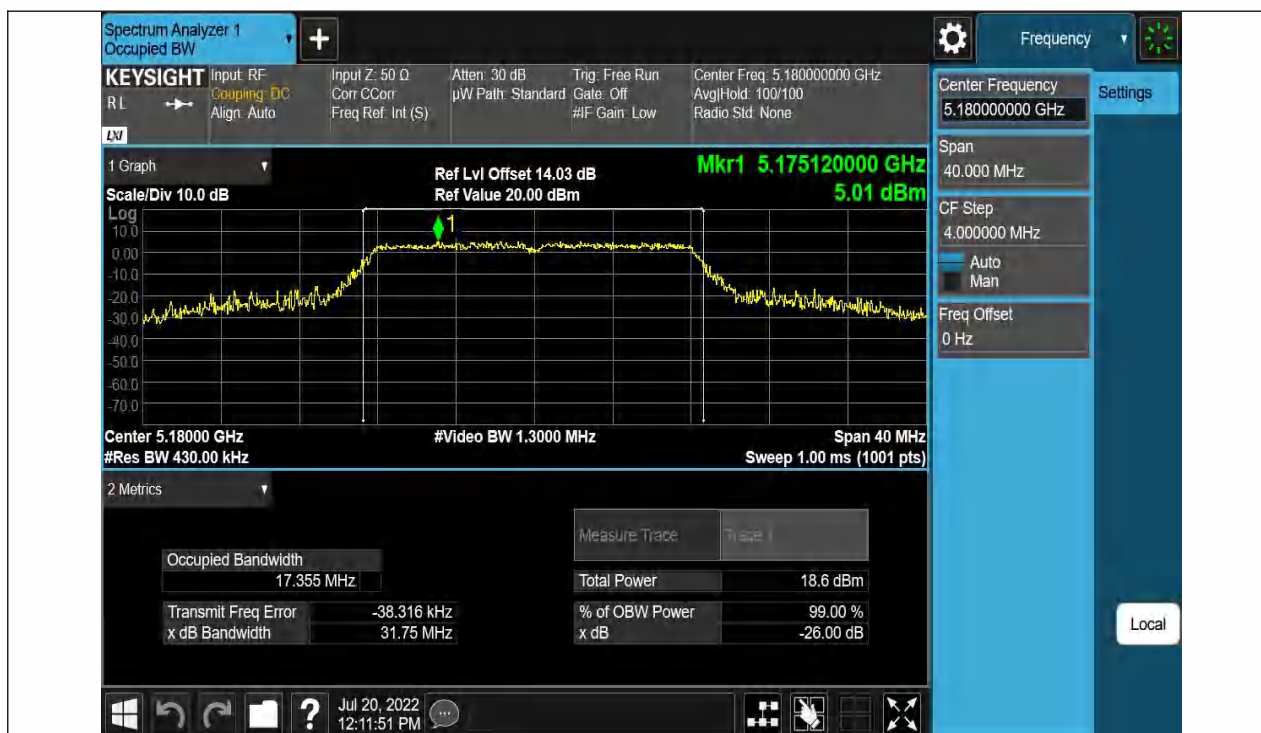 Spectrum Analyzer 1
Occupied BW
Frequency
KEYSIGHT
R L
LXI
Input: RF
Coupling: DC
Align: Auto
Input Z: 50 Ω
Corr CCorr
Freq Ref: Int (S)
Atten: 30 dB
µW Path: Standard
Trig: Free Run
Gate: Off
#IF Gain: Low
Center Freq: 5.180000000 GHz
Avg|Hold: 100/100
Radio Std: None
Center Frequency
5.180000000 GHz
Settings
Span
40.000 MHz
CF Step
4.000000 MHz
Auto
Man
Freq Offset
0 Hz
1 Graph
Scale/Div 10.0 dB
Ref Lvl Offset 14.03 dB
Ref Value 20.00 dBm
Mkr1 5.175120000 GHz
5.01 dBm
Log
10.0
0.00
-10.0
-20.0
-30.0
-40.0
-50.0
-60.0
-70.0
1
Center 5.18000 GHz
#Video BW 1.3000 MHz
Span 40 MHz
#Res BW 430.00 kHz
Sweep 1.00 ms (1001 pts)
2 Metrics
Measure Trace
Trace 1
Occupied Bandwidth
17.355 MHz
Total Power
18.6 dBm
Transmit Freq Error
-38.316 kHz
% of OBW Power
99.00 %
x dB Bandwidth
31.75 MHz
x dB
-26.00 dB
Local
?
Jul 20, 2022
12:11:51 PM